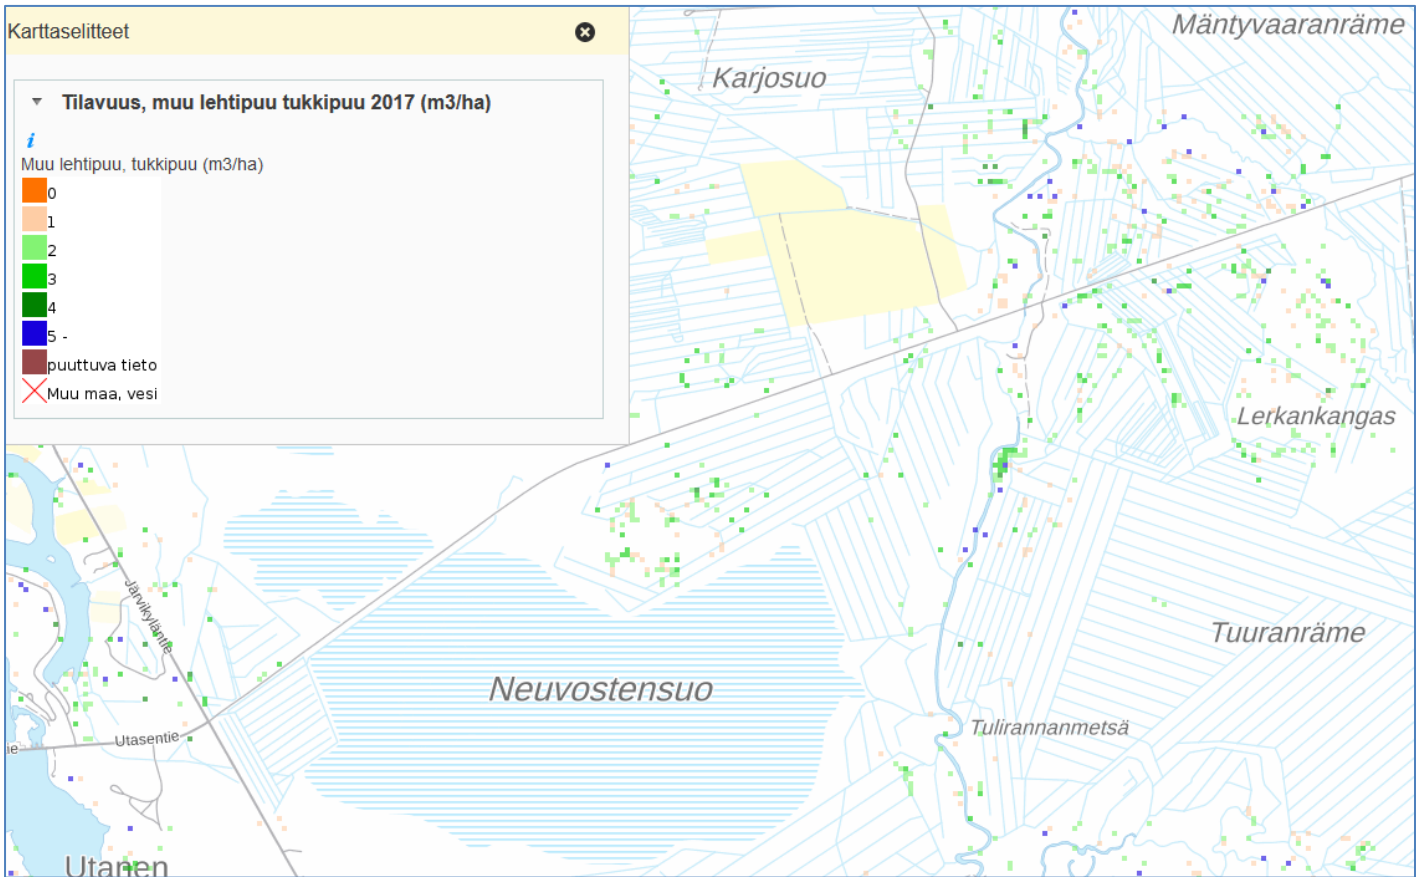 Karttaselitteet
Tilavuus, muu lehtipuu tukkipuu 2017 (m3/ha)
i
Muu lehtipuu, tukkipuu (m3/ha)
0
1
2
3
4
5 -
puuttuva tieto
Muu maa, vesi
Mäntyvaaranräme
Karjosuo
Lerkankangas
Järvikyläntie
Tuuranräme
Neuvostensuo
Tulirannanmetsä
Utasentie
ie
Utanen